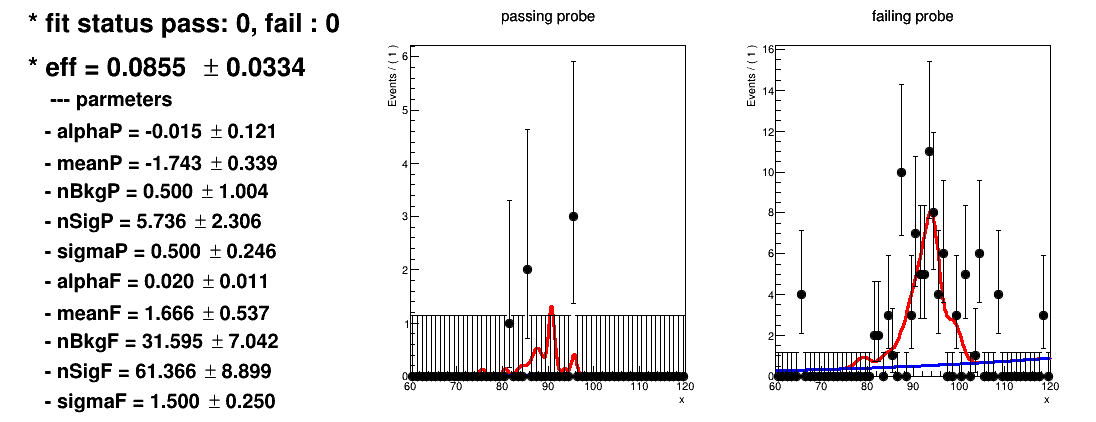 * fit status pass: 0, fail : 0
* eff = 0.0855 ± 0.0334
--- parmeters
- alphaP = -0.015 ± 0.121
- meanP = -1.743 ± 0.339
- nBkgP = 0.500 ± 1.004
- nSigP = 5.736 ± 2.306
- sigmaP = 0.500 ± 0.246
- alphaF = 0.020 ± 0.011
- meanF = 1.666 ± 0.537
- nBkgF = 31.595 ± 7.042
- nSigF = 61.366 ± 8.899
- sigmaF = 1.500 ± 0.250
passing probe
Events / ( 1 )
6
5
4
3
2
1
0
60 70 80 90 100 110 120
x
failing probe
Events / ( 1 )
16
14
12
10
8
6
4
2
0
60 70 80 90 100 110 120
x